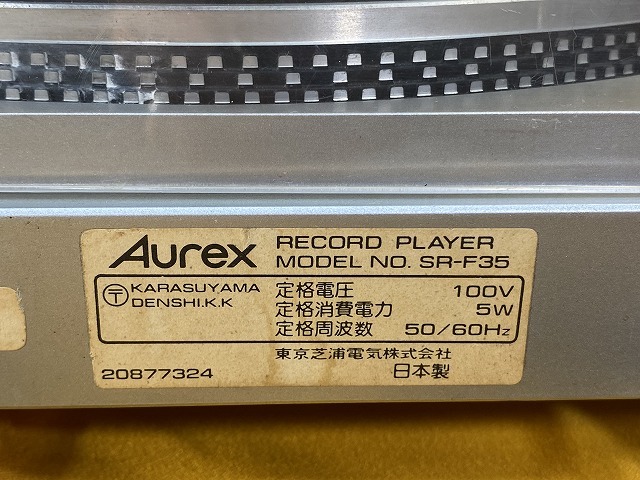 Aurex RECORD PLAYER
MODEL NO. SR-F35
〒 KARASUYAMA
DENSHI.K.K
定格電圧 100V
定格消費電力 5W
定格周波数 50/60Hz
東京芝浦電気株式会社
20877324 日本製